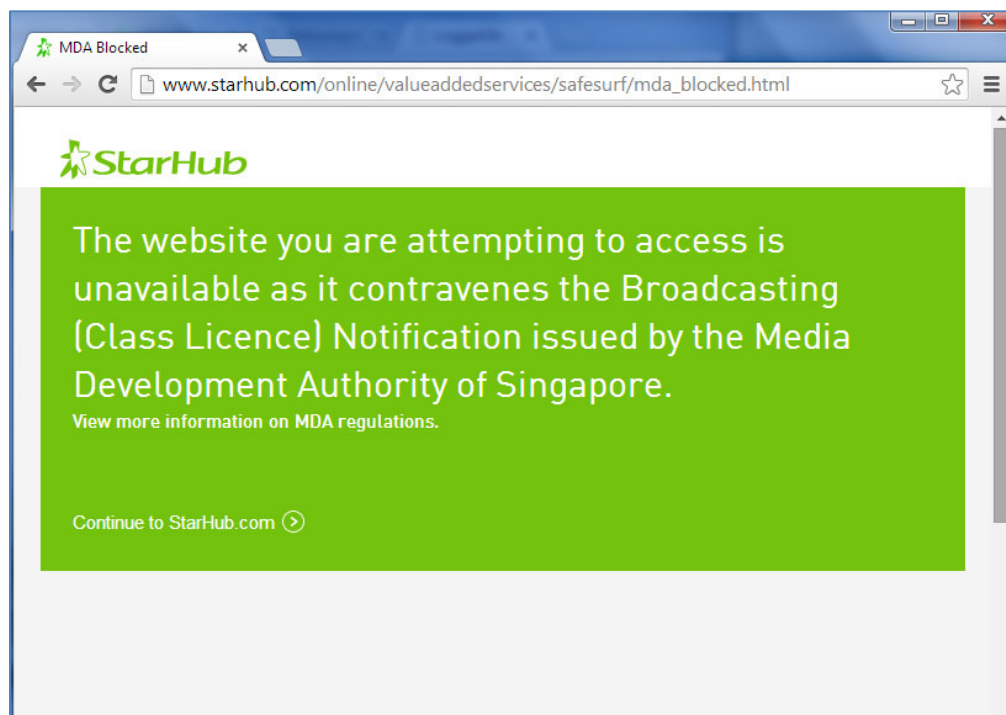 MDA Blocked
www.starhub.com/online/valueaddedservices/safesurf/mda_blocked.html
StarHub
The website you are attempting to access is
unavailable as it contravenes the Broadcasting
(Class Licence) Notification issued by the Media
Development Authority of Singapore.
View more information on MDA regulations.
Continue to StarHub.com